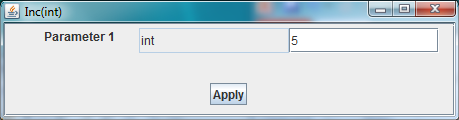 Inc(int)
Parameter 1 int 5
Apply